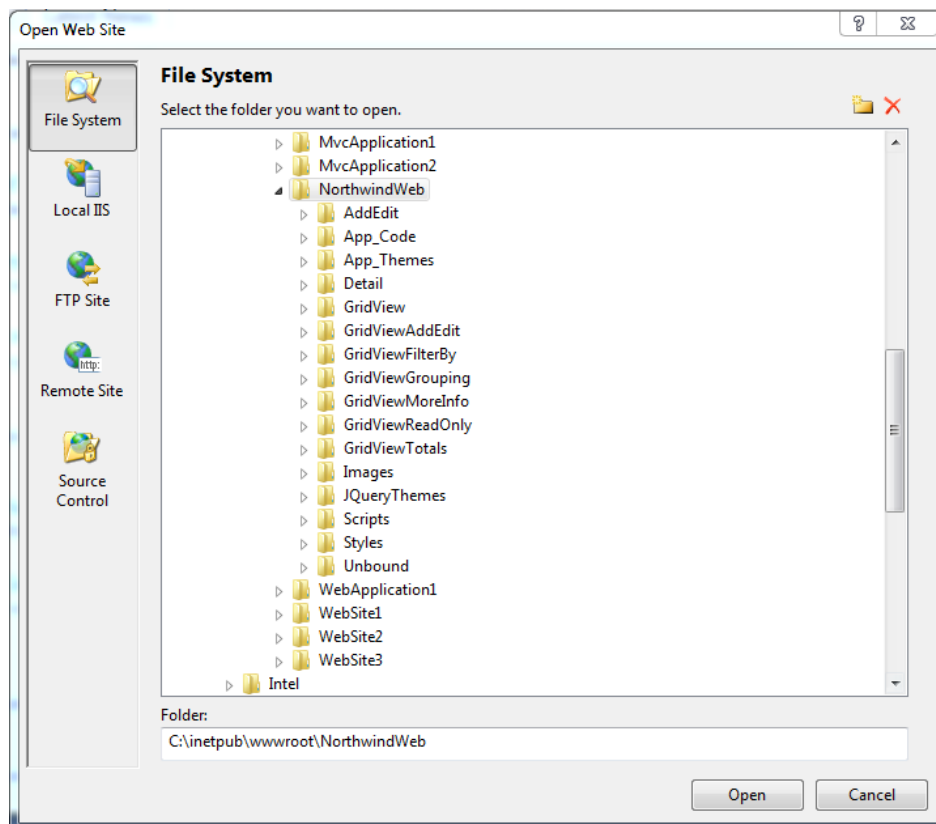 Open Web Site
File System
Local IIS
FTP Site
http:
Remote Site
Source
Control
File System
Select the folder you want to open.
MvcApplication1
MvcApplication2
NorthwindWeb
AddEdit
App_Code
App_Themes
Detail
GridView
GridViewAddEdit
GridViewFilterBy
GridViewGrouping
GridViewMoreInfo
GridViewReadOnly
GridViewTotals
Images
JQueryThemes
Scripts
Styles
Unbound
WebApplication1
WebSite1
WebSite2
WebSite3
Intel
Folder:
C:\inetpub\wwwroot\NorthwindWeb
Open
Cancel